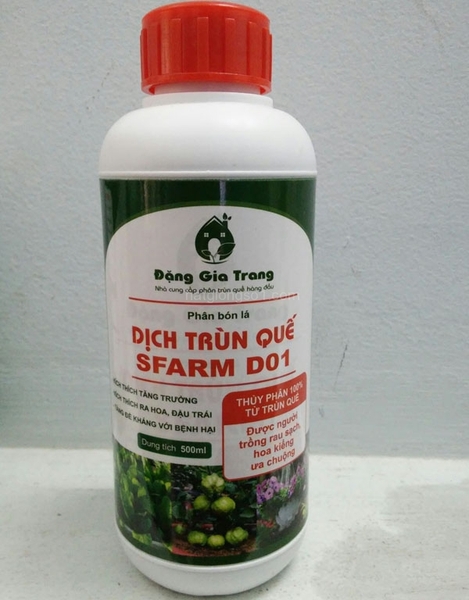 Đặng Gia Trang
Nhà cung cấp phân trùn quế hàng đầu
Phân bón lá
DỊCH TRÙN QUẾ
SFARM D01
THÍCH TĂNG TRƯỞNG
THÍCH RA HOA, ĐẬU TRÁI
ĐỀ KHÁNG VỚI BỆNH HẠI
Dung tích 500ml
THỦY PHÂN 100%
TỪ TRÙN QUẾ
Được người
trồng rau sạch,
hoa kiểng
ưa chuộng